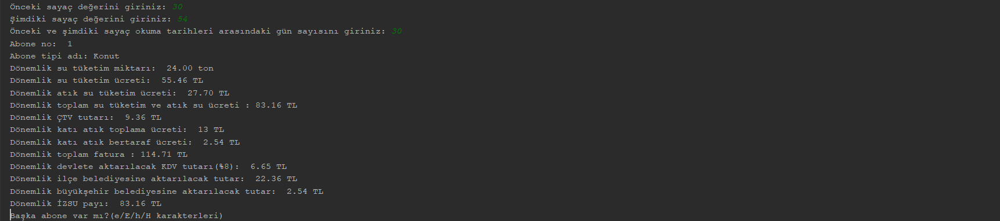 Önceki sayaç değerini giriniz: 30
Şimdiki sayaç değerini giriniz: 54
Önceki ve şimdiki sayaç okuma tarihleri arasındaki gün sayısını giriniz: 30
Abone no:  1
Abone tipi adı: Konut
Dönemlik su tüketim miktarı:  24.00 ton
Dönemlik su tüketim ücreti:  55.46 TL
Dönemlik atık su tüketim ücreti:  27.70 TL
Dönemlik toplam su tüketim ve atık su ücreti : 83.16 TL
Dönemlik ÇTV tutarı:  9.36 TL
Dönemlik katı atık toplama ücreti:  13 TL
Dönemlik katı atık bertaraf ücreti:  2.54 TL
Dönemlik toplam fatura : 114.71 TL
Dönemlik devlete aktarılacak KDV tutarı(%8):  6.65 TL
Dönemlik ilçe belediyesine aktarılacak tutar:  22.36 TL
Dönemlik büyükşehir belediyesine aktarılacak tutar:  2.54 TL
Dönemlik İZSU payı:  83.16 TL
Başka abone var mı?(e/E/h/H karakterleri)